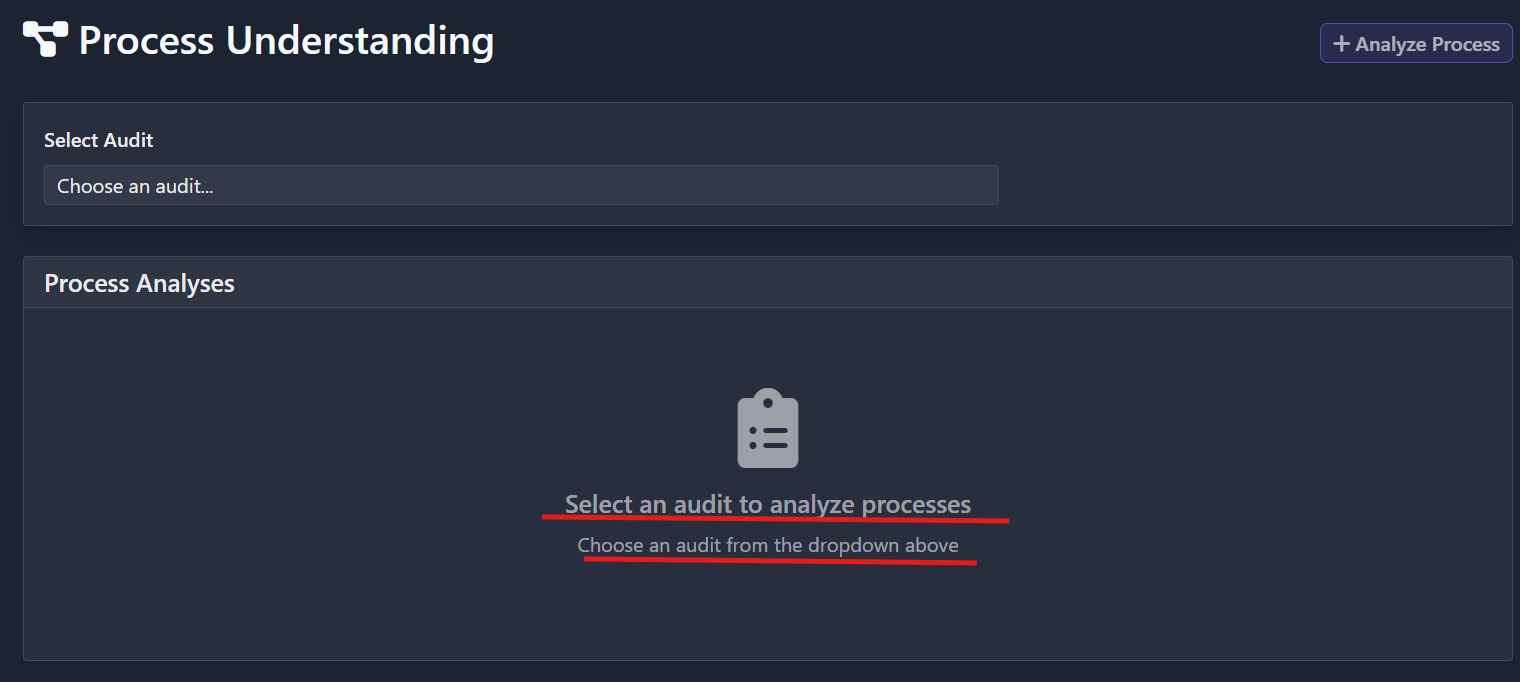 Process Understanding
+ Analyze Process
Select Audit
Choose an audit...
Process Analyses
Select an audit to analyze processes
Choose an audit from the dropdown above